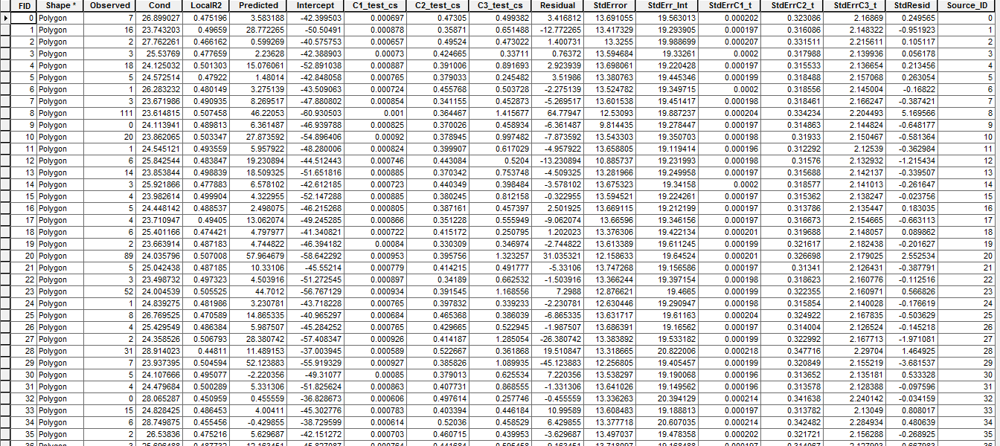 FID Shape * Observed Cond LocalR2 Predicted Intercept C1_test_cs C2_test_cs C3_test_cs Residual StdError StdErr_Int StdErrC1_t StdErrC2_t StdErrC3_t StdResid Source_ID
0 Polygon 7 26.899027 0.475196 3.583188 -42.399503 0.000697 0.47305 0.499382 3.416812 13.691055 19.563013 0.000202 0.323086 2.16869 0.249565 0
1 Polygon 16 23.743203 0.49659 28.772265 -50.50491 0.000878 0.35871 0.651488 -12.772265 13.417329 19.293905 0.000197 0.316086 2.148322 -0.951923 1
2 Polygon 2 27.762261 0.466162 0.599269 -40.575753 0.000657 0.49524 0.473022 1.400731 13.3255 19.988699 0.000207 0.331511 2.215611 0.105117 2
3 Polygon 3 25.53769 0.477659 2.23628 -42.388903 0.00073 0.424665 0.33711 0.76372 13.594684 19.33261 0.0002 0.317988 2.139936 0.056178 3
4 Polygon 18 24.125032 0.501303 15.076061 -52.891038 0.000887 0.391006 0.891693 2.923939 13.698061 19.220428 0.000197 0.315533 2.136654 0.213456 4
5 Polygon 5 24.572514 0.47922 1.48014 -42.848058 0.000765 0.379033 0.245482 3.51986 13.380763 19.445346 0.000199 0.318488 2.157068 0.263054 5
6 Polygon 1 26.283232 0.480149 3.275139 -43.509063 0.000724 0.455768 0.503728 -2.275139 13.524782 19.349715 0.0002 0.318556 2.145004 -0.16822 6
7 Polygon 3 23.671986 0.490935 8.269517 -47.880802 0.000854 0.341155 0.452873 -5.269517 13.601538 19.451417 0.000198 0.318461 2.166247 -0.387421 7
8 Polygon 111 23.614815 0.507458 46.22053 -60.930503 0.001 0.364467 1.415677 64.77947 12.53093 19.887237 0.000204 0.334234 2.204493 5.169566 8
9 Polygon 0 24.113941 0.489813 6.361487 -46.939788 0.000825 0.370026 0.458934 -6.361487 9.814435 19.278447 0.000197 0.314863 2.144824 -0.648177 9
10 Polygon 20 23.862065 0.503347 27.873592 -54.896406 0.00092 0.378945 0.997482 -7.873592 13.543303 19.350703 0.000198 0.31933 2.150467 -0.581364 10
11 Polygon 1 24.545121 0.493559 5.957922 -48.280006 0.000824 0.399907 0.617029 -4.957922 13.658805 19.119414 0.000196 0.312292 2.12539 -0.362984 11
12 Polygon 6 25.842544 0.483847 19.230894 -44.512443 0.000746 0.443084 0.5204 -13.230894 10.885737 19.231993 0.000198 0.31576 2.132932 -1.215434 12
13 Polygon 14 23.853844 0.498839 18.509325 -51.651816 0.000885 0.370342 0.753748 -4.509325 13.281966 19.249958 0.000197 0.315688 2.142137 -0.339507 13
14 Polygon 3 25.921866 0.477883 6.578102 -42.612185 0.000723 0.440349 0.398484 -3.578102 13.675323 19.34158 0.0002 0.318577 2.141013 -0.261647 14
15 Polygon 4 23.982614 0.499904 4.322955 -52.147288 0.000885 0.380245 0.812158 -0.322955 13.594521 19.224261 0.000197 0.315362 2.138247 -0.023756 15
16 Polygon 5 24.448142 0.488537 2.498075 -46.215268 0.000805 0.387161 0.457397 2.501925 13.669115 19.212199 0.000197 0.313786 2.135447 0.183035 16
17 Polygon 4 23.710947 0.49405 13.062074 -49.245285 0.000866 0.351228 0.555949 -9.062074 13.66596 19.346156 0.000197 0.316673 2.154665 -0.663113 17
18 Polygon 6 25.401166 0.474421 4.797977 -41.340821 0.000722 0.415172 0.250795 1.202023 13.376306 19.422134 0.000201 0.319688 2.148057 0.089862 18
19 Polygon 2 23.663914 0.487183 4.744822 -46.394182 0.00084 0.330309 0.346974 -2.744822 13.613389 19.611245 0.000199 0.321617 2.182438 -0.201627 19
20 Polygon 89 24.035796 0.507008 57.964679 -58.642292 0.000953 0.395756 1.323257 31.035321 12.158633 19.64524 0.000201 0.326698 2.179025 2.552534 20
21 Polygon 5 25.042438 0.487185 10.33106 -45.55214 0.000779 0.414215 0.491777 -5.33106 13.747268 19.156586 0.000197 0.31341 2.126431 -0.387791 21
22 Polygon 3 23.498732 0.497323 4.503916 -51.272545 0.000897 0.34189 0.662532 -1.503916 13.366244 19.397154 0.000198 0.318623 2.160776 -0.112516 22
23 Polygon 52 24.004539 0.505525 44.7012 -56.767129 0.000934 0.391545 1.168556 7.2988 12.876621 19.4665 0.000199 0.322355 2.160971 0.566826 23
24 Polygon 1 24.839275 0.481986 3.230781 -43.718228 0.000765 0.397832 0.339233 -2.230781 12.630446 19.290947 0.000198 0.315854 2.140028 -0.176619 24
25 Polygon 8 26.769525 0.470589 14.865335 -40.965297 0.000684 0.465368 0.386039 -6.865335 13.631717 19.61163 0.000204 0.324922 2.167835 -0.503629 25
26 Polygon 4 25.429549 0.486384 5.987507 -45.284252 0.000776 0.429665 0.522945 -1.987507 13.686391 19.16562 0.000197 0.314004 2.126524 -0.145218 26
27 Polygon 2 24.358526 0.506793 28.380742 -57.408347 0.000926 0.414187 1.285054 -26.380742 13.383892 19.533182 0.000199 0.322992 2.167713 -1.971081 27
28 Polygon 31 28.914023 0.44811 11.489153 -37.003945 0.000589 0.522667 0.361868 19.510847 13.318665 20.822006 0.000218 0.347716 2.29704 1.464925 28
29 Polygon 7 23.937395 0.504594 52.123883 -55.919329 0.000927 0.385826 1.089935 -45.123883 12.256805 19.405457 0.000199 0.320849 2.155219 -3.681537 29
30 Polygon 5 24.107666 0.495077 -2.220356 -49.31077 0.00085 0.379013 0.625534 7.220356 13.538297 19.190068 0.000196 0.313652 2.135181 0.533328 30
31 Polygon 4 24.479684 0.500289 5.331306 -51.825624 0.000863 0.407731 0.868555 -1.331306 13.641026 19.149562 0.000196 0.313578 2.128388 -0.097596 31
32 Polygon 0 28.065287 0.450959 0.455559 -36.828673 0.000606 0.497614 0.257746 -0.455559 13.336263 20.394129 0.000214 0.341638 2.240142 -0.034159 32
33 Polygon 15 24.828425 0.486453 4.00411 -45.302776 0.000783 0.403394 0.446184 10.99589 13.608483 19.188813 0.000197 0.313782 2.13049 0.808017 33
34 Polygon 6 28.749875 0.455456 -0.429855 -38.729599 0.000614 0.52036 0.458529 6.429855 13.377718 20.607035 0.000214 0.342482 2.284934 0.480639 34
35 Polygon 2 26.53836 0.475216 5.629687 -42.151272 0.000703 0.460715 0.439953 -3.629687 13.497037 19.478358 0.000202 0.321721 2.156288 -0.268925 35